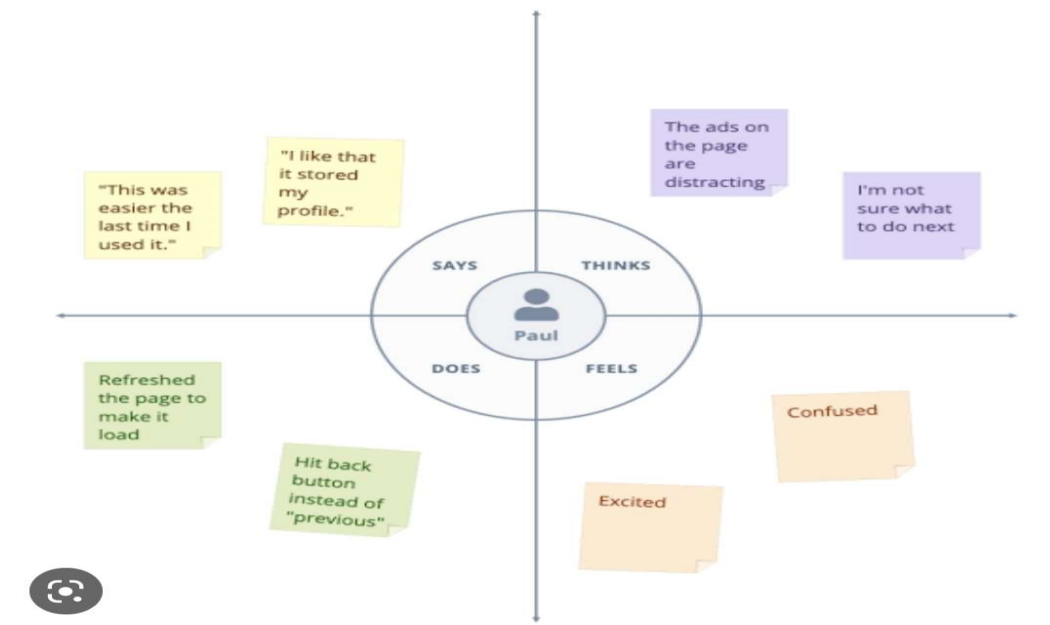 "This was
easier the
last time I
used it."
"I like that
it stored
my
profile."
The ads on
the page
are
distracting
I'm not
sure what
to do next
SAYS
THINKS
Paul
DOES
FEELS
Refreshed
the page to
make it
load
Hit back
button
instead of
"previous"
Excited
Confused